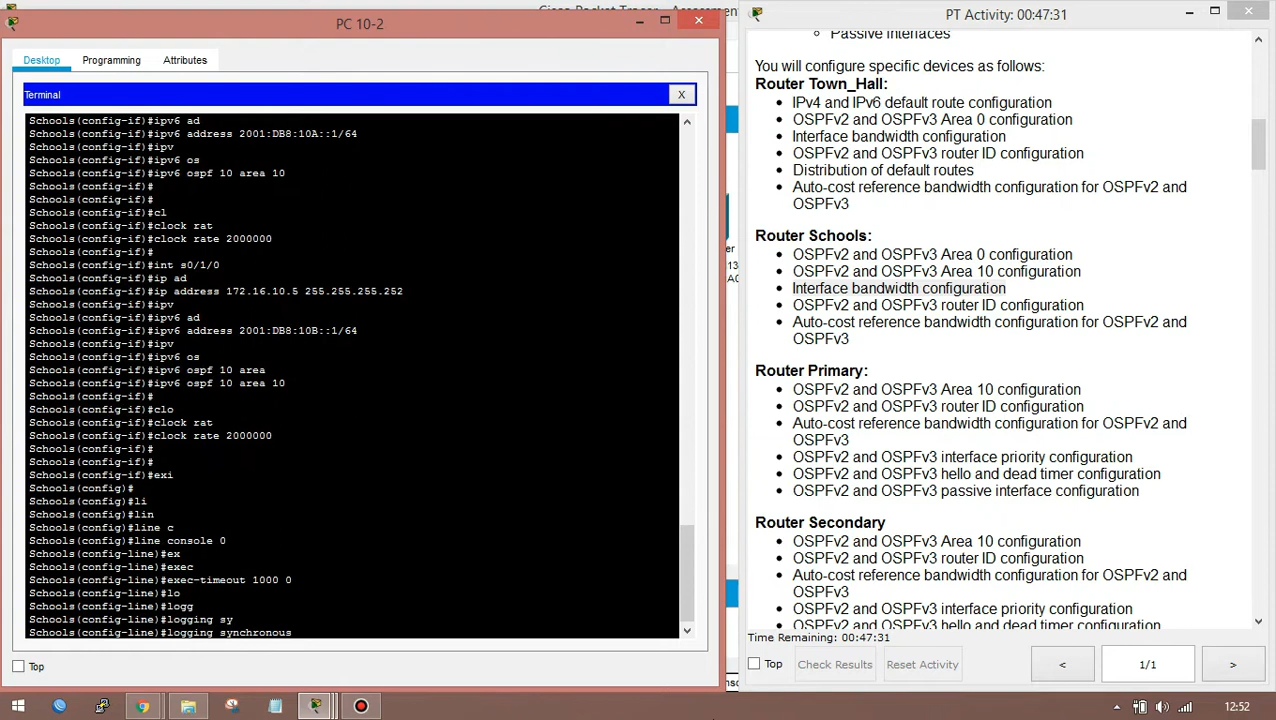 PC 10-2
Desktop
Programming
Attributes
Terminal
X
Schools(config-if)#ipv6 ad
Schools(config-if)#ipv6 address 2001:DB8:10A::1/64
Schools(config-if)#ipv
Schools(config-if)#ipv6 os
Schools(config-if)#ipv6 ospf 10 area 10
Schools(config-if)#
Schools(config-if)#
Schools(config-if)#cl
Schools(config-if)#clock rat
Schools(config-if)#clock rate 2000000
Schools(config-if)#
Schools(config-if)#int s0/1/0
Schools(config-if)#ip ad
Schools(config-if)#ip address 172.16.10.5 255.255.255.252
Schools(config-if)#ipv
Schools(config-if)#ipv6 ad
Schools(config-if)#ipv6 address 2001:DB8:10B::1/64
Schools(config-if)#ipv
Schools(config-if)#ipv6 os
Schools(config-if)#ipv6 ospf 10 area
Schools(config-if)#ipv6 ospf 10 area 10
Schools(config-if)#
Schools(config-if)#clo
Schools(config-if)#clock rat
Schools(config-if)#clock rate 2000000
Schools(config-if)#
Schools(config-if)#
Schools(config-if)#exi
Schools(config)#
Schools(config)#li
Schools(config)#lin
Schools(config)#line c
Schools(config)#line console 0
Schools(config-line)#ex
Schools(config-line)#exec
Schools(config-line)#exec-timeout 1000 0
Schools(config-line)#lo
Schools(config-line)#logg
Schools(config-line)#logging sy
Schools(config-line)#logging synchronous
Top
PT Activity: 00:47:31
Passive interfaces
You will configure specific devices as follows:
Router Town_Hall:
• IPv4 and IPv6 default route configuration
• OSPFv2 and OSPFv3 Area 0 configuration
• Interface bandwidth configuration
• OSPFv2 and OSPFv3 router ID configuration
• Distribution of default routes
• Auto-cost reference bandwidth configuration for OSPFv2 and
OSPFv3
Router Schools:
• OSPFv2 and OSPFv3 Area 0 configuration
• OSPFv2 and OSPFv3 Area 10 configuration
• Interface bandwidth configuration
• OSPFv2 and OSPFv3 router ID configuration
• Auto-cost reference bandwidth configuration for OSPFv2 and
OSPFv3
Router Primary:
• OSPFv2 and OSPFv3 Area 10 configuration
• OSPFv2 and OSPFv3 router ID configuration
• Auto-cost reference bandwidth configuration for OSPFv2 and
OSPFv3
• OSPFv2 and OSPFv3 interface priority configuration
• OSPFv2 and OSPFv3 hello and dead timer configuration
• OSPFv2 and OSPFv3 passive interface configuration
Router Secondary
• OSPFv2 and OSPFv3 Area 10 configuration
• OSPFv2 and OSPFv3 router ID configuration
• Auto-cost reference bandwidth configuration for OSPFv2 and
OSPFv3
• OSPFv2 and OSPFv3 interface priority configuration
• OSPFv2 and OSPFv3 hello and dead timer configuration
Time Remaining: 00:47:31
Top
Check Results
Reset Activity
<
1/1
>
12:52